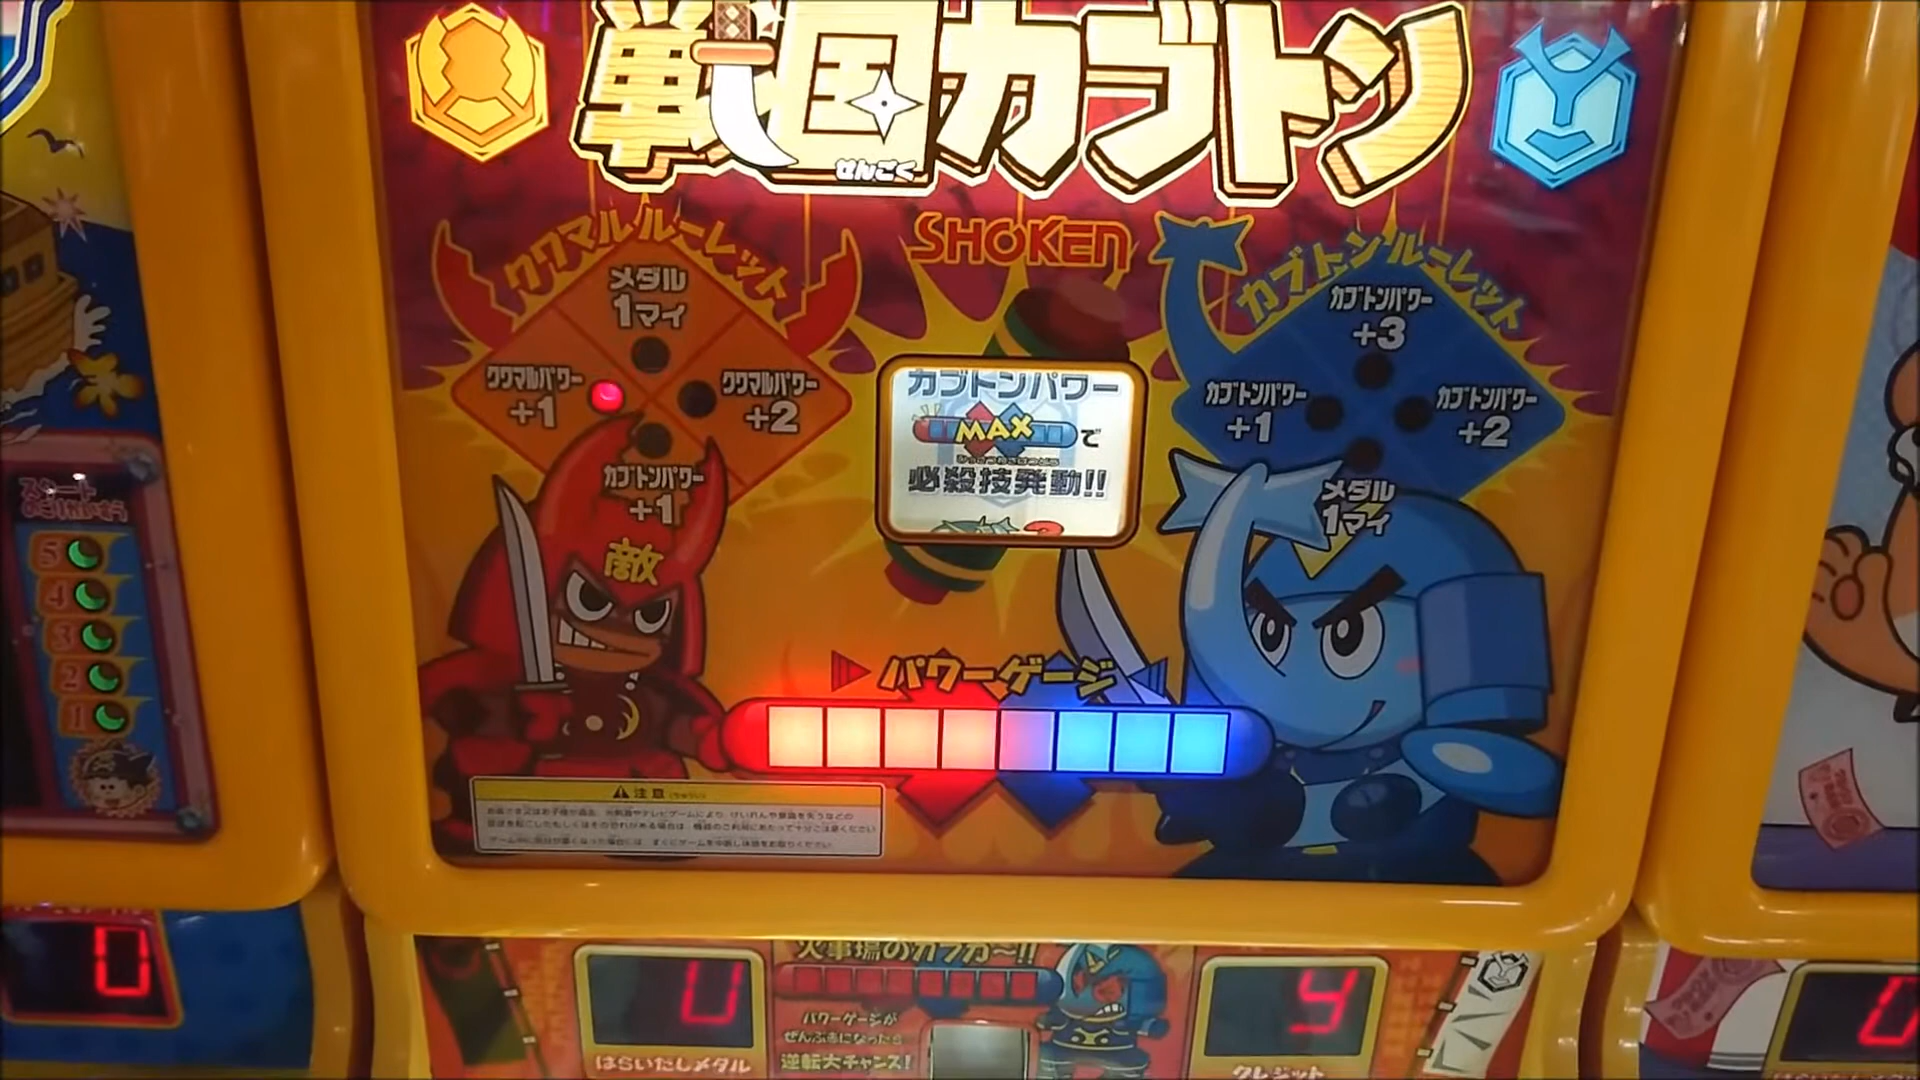 戦国カブトン
せんごく
SHOKEN
クワマルルーレット
メダル
1マイ
クワマルパワー
+1
クワマルパワー
+2
カブトンパワー
+1
カブトンルーレット
カブトンパワー
+3
カブトンパワー
+1
カブトンパワー
+2
メダル
1マイ
カブトンパワー
MAXで
必殺技発動!!
敵
パワーゲージ
注意
スタート
5
4
3
2
1
0
はらいだしメダル
火事場のカブカ〜!!
パワーゲージが
ぜんぶ赤になったら
逆転大チャンス!
クレジット
0